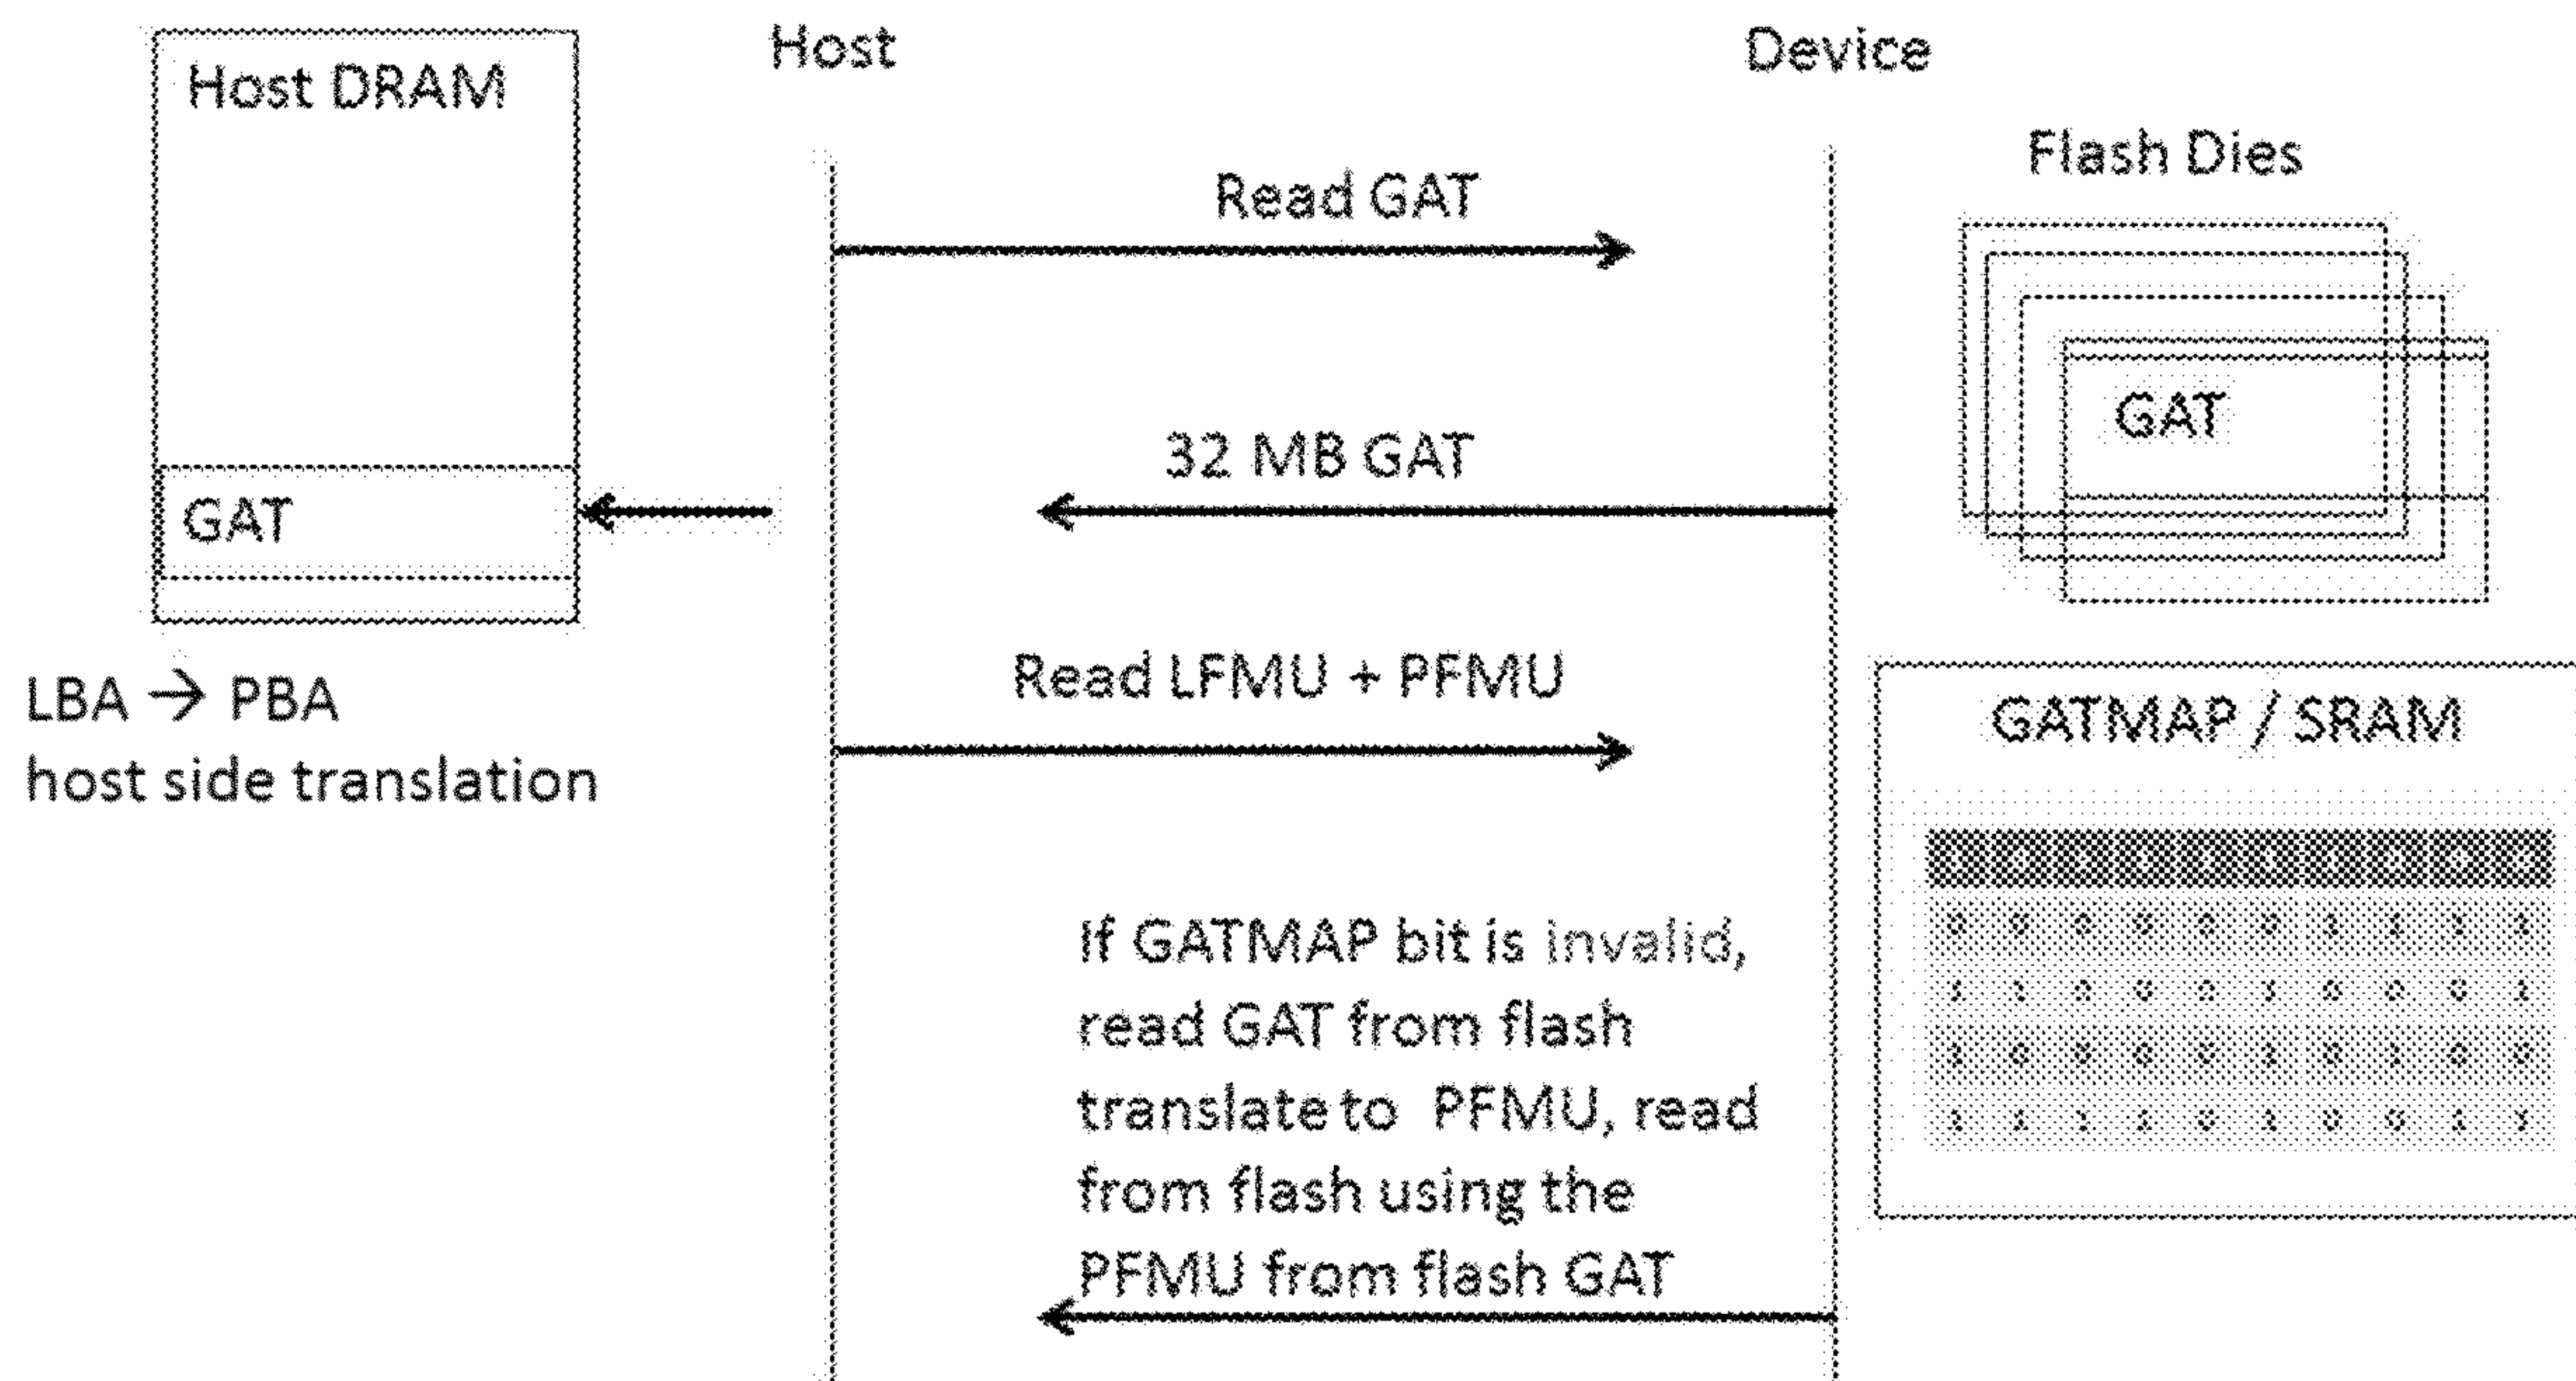 Host DRAM
Host
Device
Flash Dies
Read GAT
GAT
32 MB GAT
GAT
LBA → PBA
host side translation
Read LFMU + PFMU
GATMAP / SRAM
If GATMAP bit is invalid,
read GAT from flash
translate to PFMU, read
from flash using the
PFMU from flash GAT